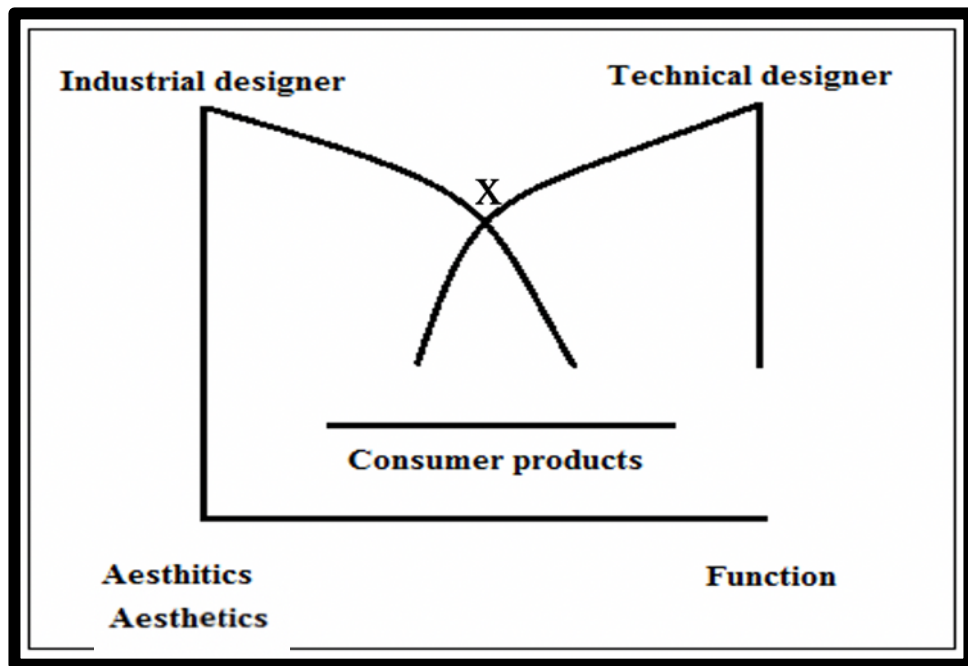 Industrial designer
Technical designer
X
Consumer products
Aesthitics
Function
Aesthetics